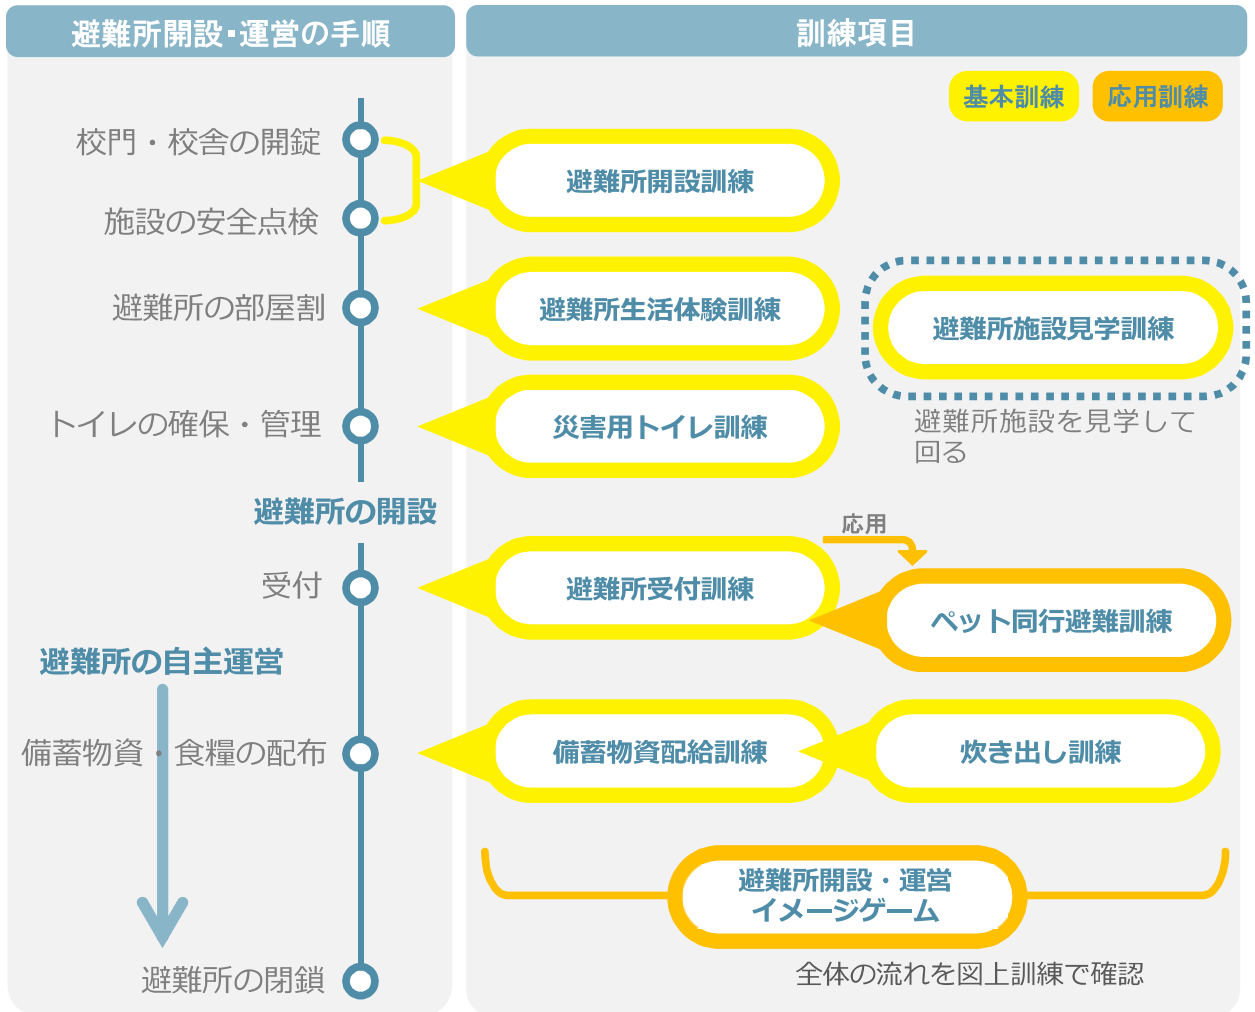 避難所開設・運営の手順
校門・校舎の開錠
施設の安全点検
避難所の部屋割
トイレの確保・管理
避難所の開設
受付
避難所の自主運営
備蓄物資・食糧の配布
避難所の閉鎖
訓練項目
基本訓練
応用訓練
避難所開設訓練
避難所生活体験訓練
避難所施設見学訓練
避難所施設を見学して
回る
災害用トイレ訓練
応用
避難所受付訓練
ペット同行避難訓練
備蓄物資配給訓練
炊き出し訓練
避難所開設・運営
イメージゲーム
全体の流れを図上訓練で確認